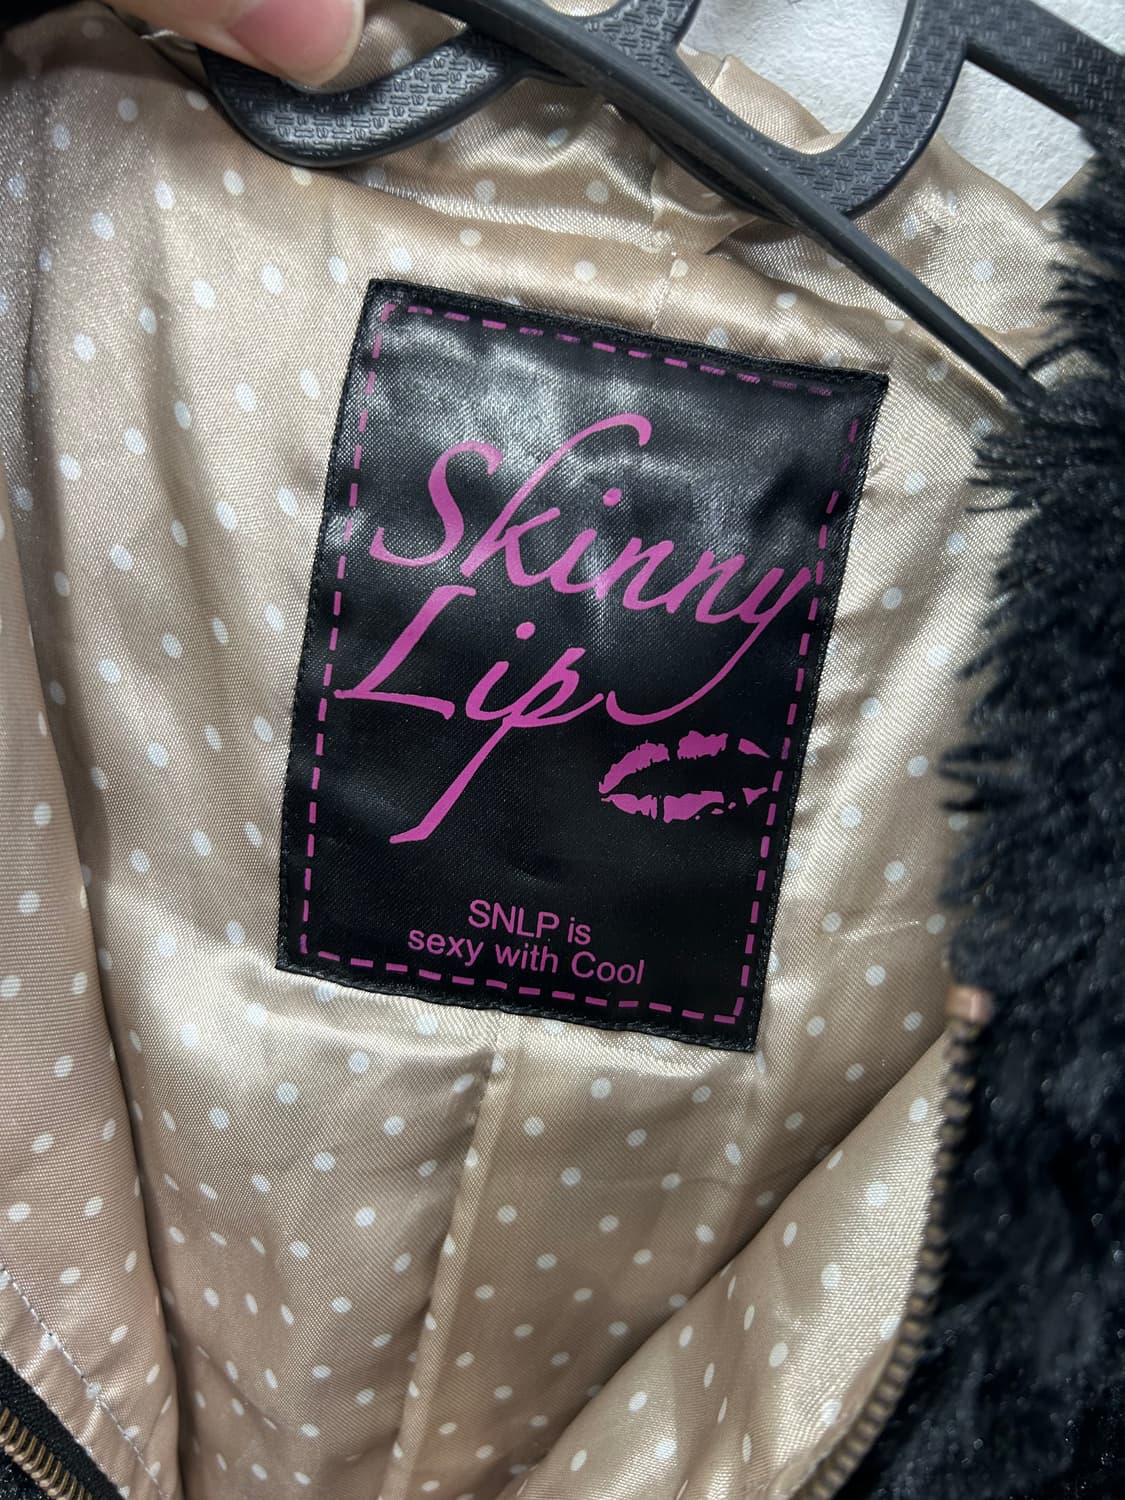 Skinny
Lip
SNLP is
sexy with Cool